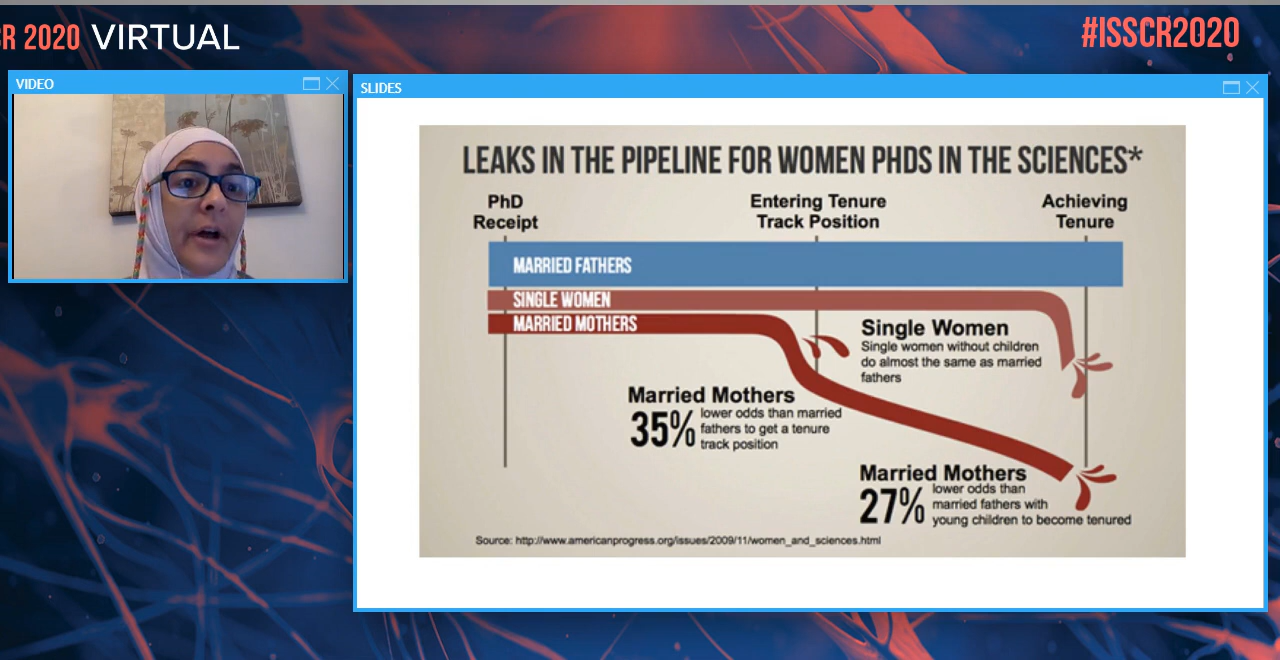 R 2020 VIRTUAL
#ISSCR2020
VIDEO
SLIDES
LEAKS IN THE PIPELINE FOR WOMEN PHDS IN THE SCIENCES*
PhD
Receipt
Entering Tenure
Track Position
Achieving
Tenure
MARRIED FATHERS
SINGLE WOMEN
MARRIED MOTHERS
Single Women
Single women without children
do almost the same as married
fathers
Married Mothers
35% lower odds than married
fathers to get a tenure
track position
Married Mothers
27% lower odds than
married fathers with
young children to become tenured
Source: http://www.americanprogress.org/issues/2009/11/women_and_sciences.html